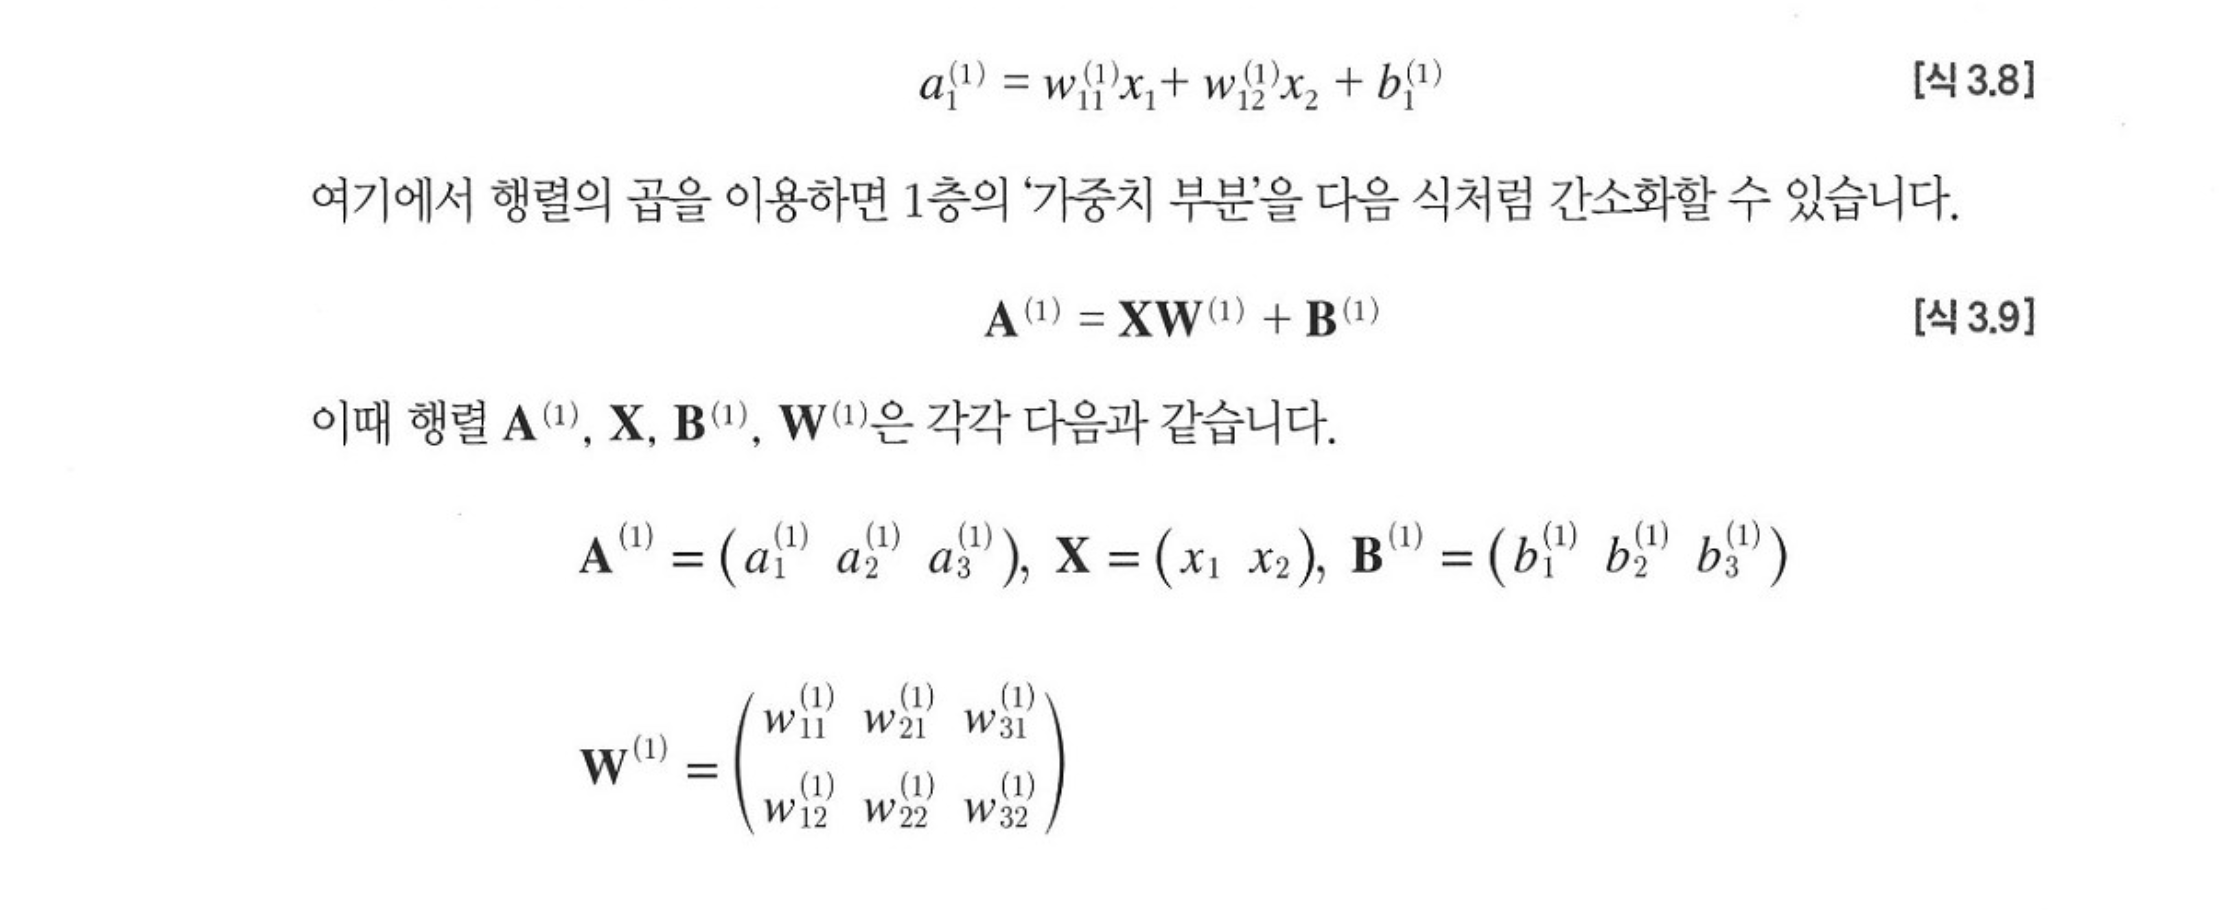 a₁⁽¹⁾ = w₁₁⁽¹⁾x₁ + w₁₂⁽¹⁾x₂ + b₁⁽¹⁾ [식 3.8]
여기에서 행렬의 곱을 이용하면 1층의 ‘가중치 부분’을 다음 식처럼 간소화할 수 있습니다.
A⁽¹⁾ = XW⁽¹⁾ + B⁽¹⁾ [식 3.9]
이때 행렬 A⁽¹⁾, X, B⁽¹⁾, W⁽¹⁾은 각각 다음과 같습니다.
A⁽¹⁾ = (a₁⁽¹⁾ a₂⁽¹⁾ a₃⁽¹⁾), X = (x₁ x₂), B⁽¹⁾ = (b₁⁽¹⁾ b₂⁽¹⁾ b₃⁽¹⁾)
W⁽¹⁾ = (w₁₁⁽¹⁾ w₂₁⁽¹⁾ w₃₁⁽¹⁾
w₁₂⁽¹⁾ w₂₂⁽¹⁾ w₃₂⁽¹⁾)